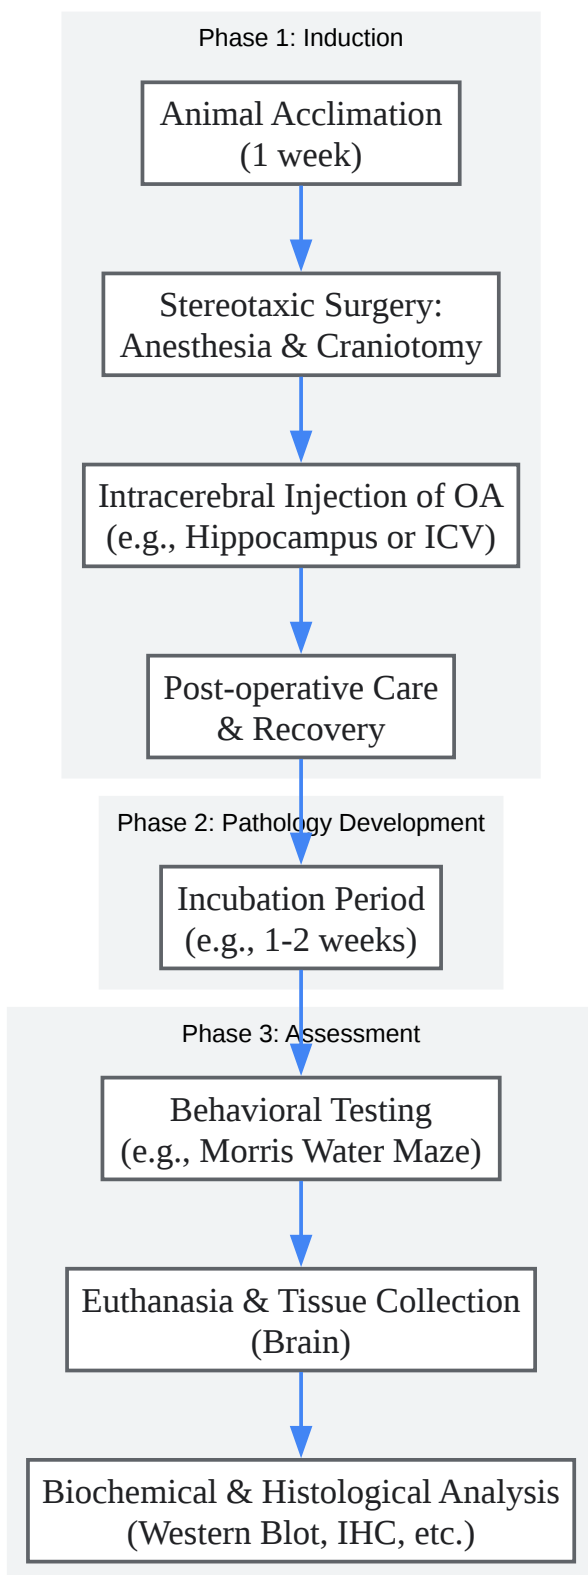 Phase 1: Induction
Animal Acclimation
(1 week)
Stereotaxic Surgery:
Anesthesia & Craniotomy
Intracerebral Injection of OA
(e.g., Hippocampus or ICV)
Post-operative Care
& Recovery
Phase 2: Pathology Development
Incubation Period
(e.g., 1-2 weeks)
Phase 3: Assessment
Behavioral Testing
(e.g., Morris Water Maze)
Euthanasia & Tissue Collection
(Brain)
Biochemical & Histological Analysis
(Western Blot, IHC, etc.)